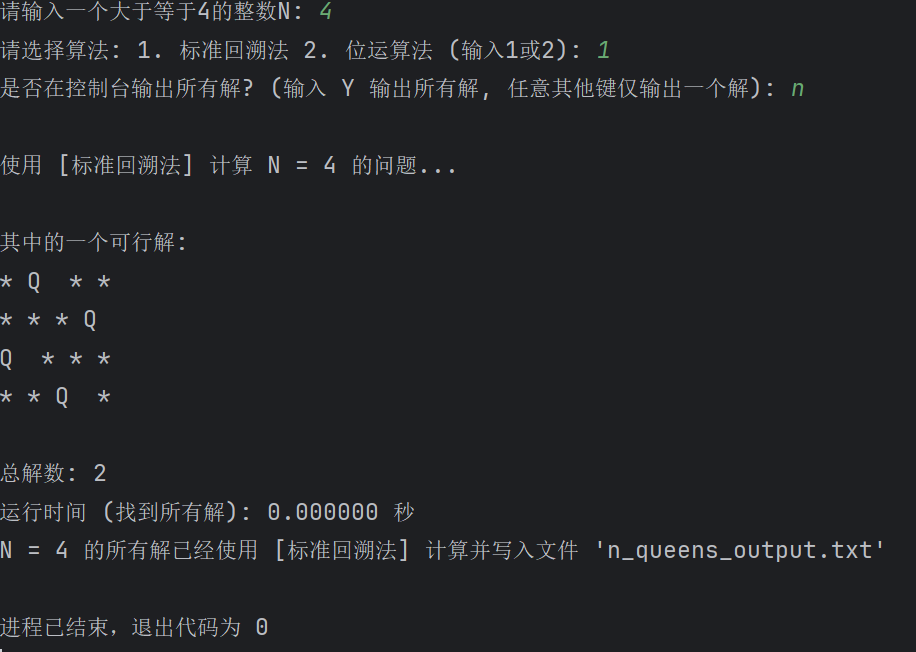 请输入一个大于等于4的整数N: 4
请选择算法: 1. 标准回溯法 2. 位运算法 (输入1或2): 1
是否在控制台输出所有解? (输入 Y 输出所有解, 任意其他键仅输出一个解): n
使用 [标准回溯法] 计算 N = 4 的问题...
其中的一个可行解:
* Q  * *
* * * Q
Q  * * *
* * Q  *
总解数: 2
运行时间 (找到所有解): 0.000000 秒
N = 4 的所有解已经使用 [标准回溯法] 计算并写入文件 'n_queens_output.txt'
进程已结束，退出代码为 0